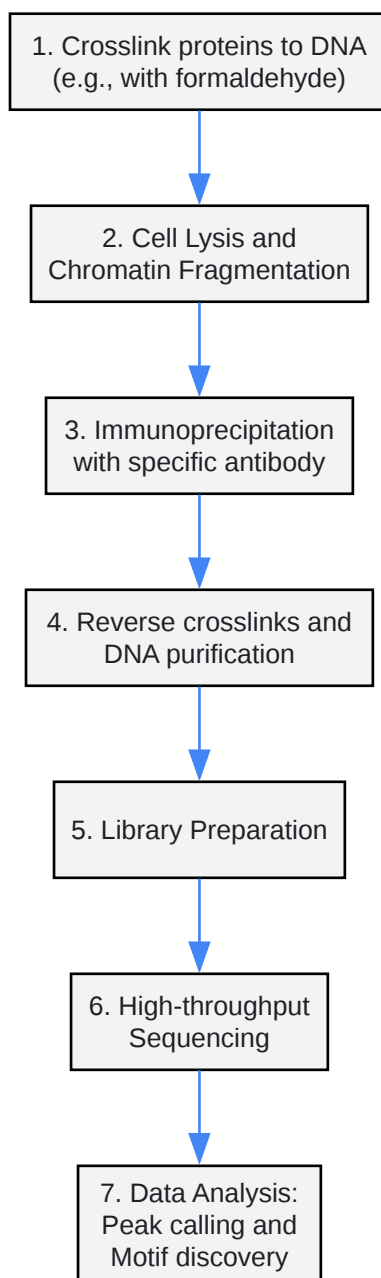 1. Crosslink proteins to DNA
(e.g., with formaldehyde)
2. Cell Lysis and
Chromatin Fragmentation
3. Immunoprecipitation
with specific antibody
4. Reverse crosslinks and
DNA purification
5. Library Preparation
6. High-throughput
Sequencing
7. Data Analysis:
Peak calling and
Motif discovery